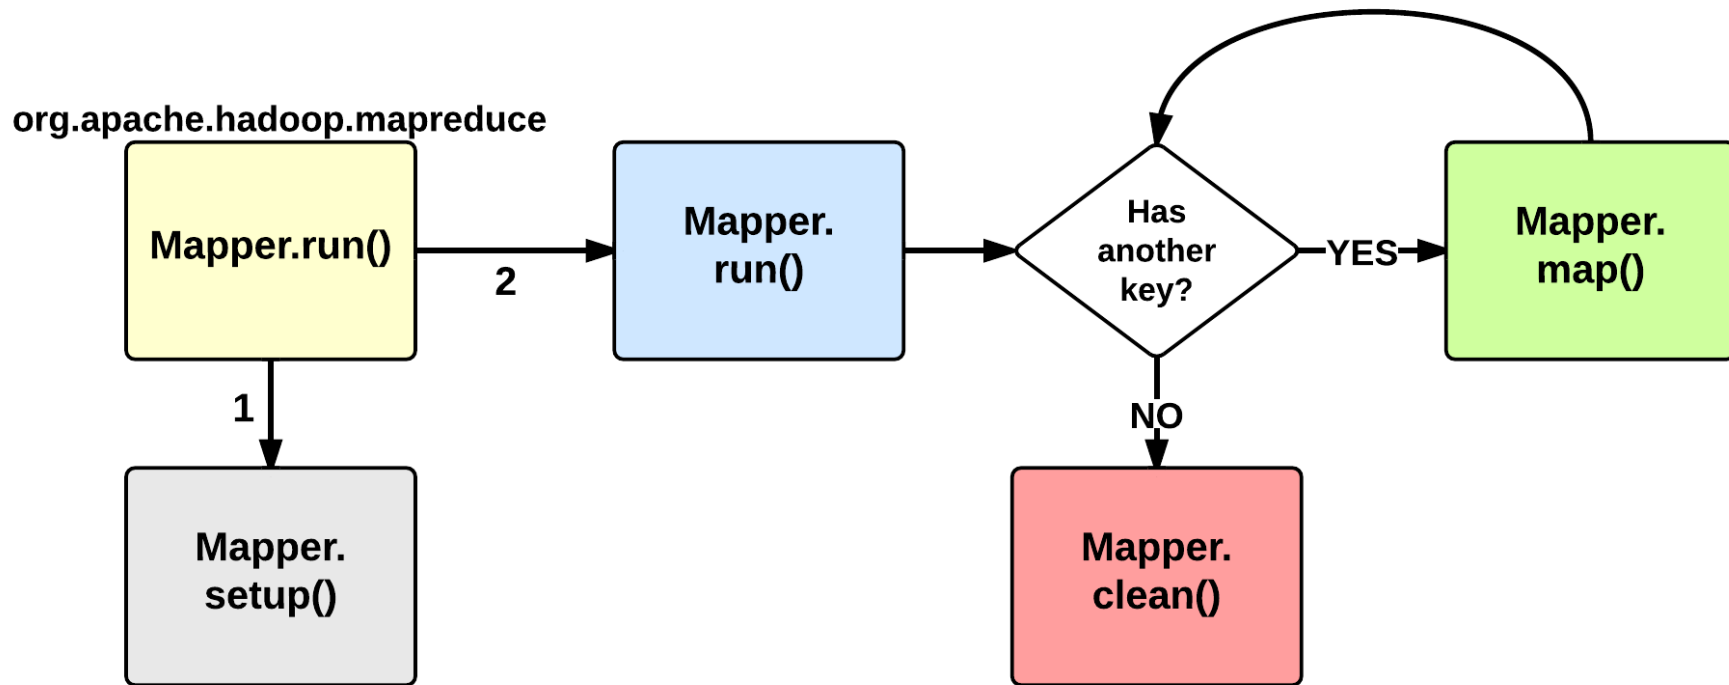 org.apache.hadoop.mapreduce
Mapper.run()
2
Mapper.
run()
Has
another
key?
YES
Mapper.
map()
1
NO
Mapper.
setup()
Mapper.
clean()